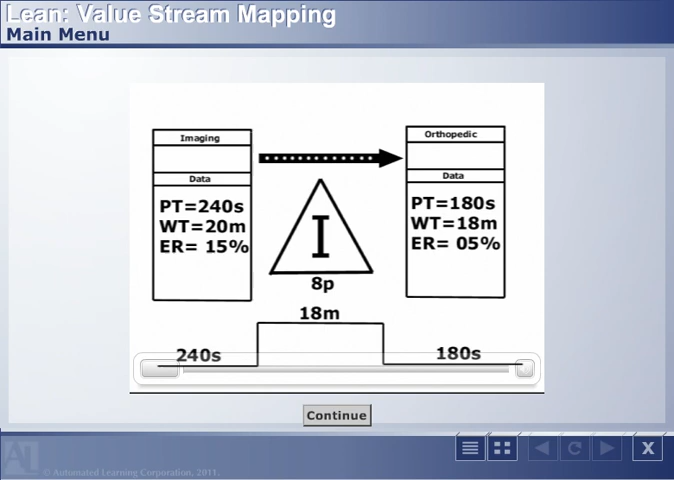 Lean: Value Stream Mapping
Main Menu
Imaging
Data
PT=240s
WT=20m
ER= 15%
Orthopedic
Data
PT=180s
WT=18m
ER= 05%
I
8p
18m
240s
180s
Continue
X
AL
© Automated Learning Corporation, 2011.